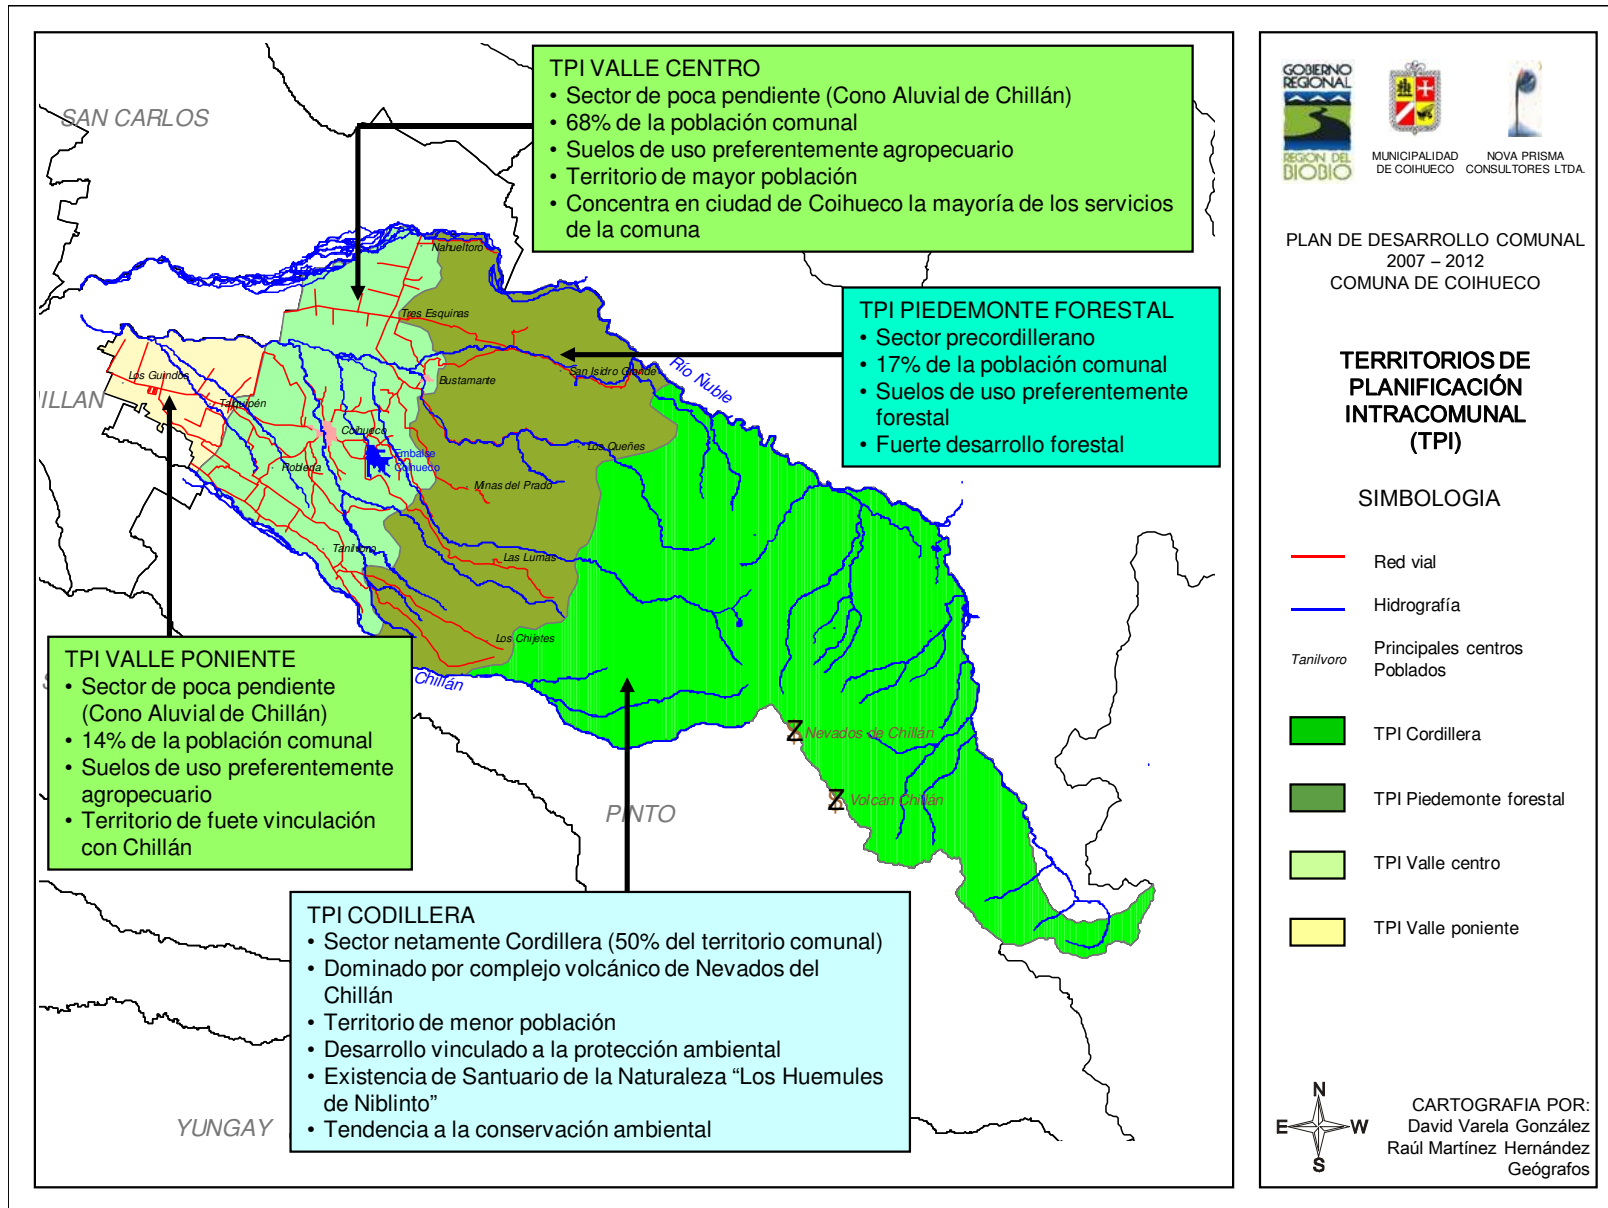 SAN CARLOS
TPI VALLE CENTRO
• Sector de poca pendiente (Cono Aluvial de Chillán)
• 68% de la población comunal
• Suelos de uso preferentemente agropecuario
• Territorio de mayor población
• Concentra en ciudad de Coihueco la mayoría de los servicios
de la comuna
TPI PIEDEMONTE FORESTAL
• Sector precordillerano
• 17% de la población comunal
• Suelos de uso preferentemente
forestal
• Fuerte desarrollo forestal
Nahueltoro
Tres Esquinas
San Isidro Grande
Río Ñuble
Bustamante
Los Guindos
ILLAN
Talquipén
Coihueco
Embalse
Coihueco
Roblería
Los Queñes
Minas del Prado
Tanilvoro
Las Lumas
Los Chijetes
Chillán
TPI VALLE PONIENTE
• Sector de poca pendiente
(Cono Aluvial de Chillán)
• 14% de la población comunal
• Suelos de uso preferentemente
agropecuario
• Territorio de fuete vinculación
con Chillán
Z Nevados de Chillán
Z Volcán Chillán
PINTO
TPI CODILLERA
• Sector netamente Cordillera (50% del territorio comunal)
• Dominado por complejo volcánico de Nevados del
Chillán
• Territorio de menor población
• Desarrollo vinculado a la protección ambiental
• Existencia de Santuario de la Naturaleza “Los Huemules
de Niblinto”
• Tendencia a la conservación ambiental
YUNGAY
GOBIERNO
REGIONAL
REGION DEL
BIOBIO
MUNICIPALIDAD
DE COIHUECO
NOVA PRISMA
CONSULTORES LTDA.
PLAN DE DESARROLLO COMUNAL
2007 – 2012
COMUNA DE COIHUECO
TERRITORIOS DE
PLANIFICACIÓN
INTRACOMUNAL
(TPI)
SIMBOLOGIA
Red vial
Hidrografía
Tanilvoro
Principales centros
Poblados
TPI Cordillera
TPI Piedemonte forestal
TPI Valle centro
TPI Valle poniente
N
E W
S
CARTOGRAFIA POR:
David Varela González
Raúl Martínez Hernández
Geógrafos